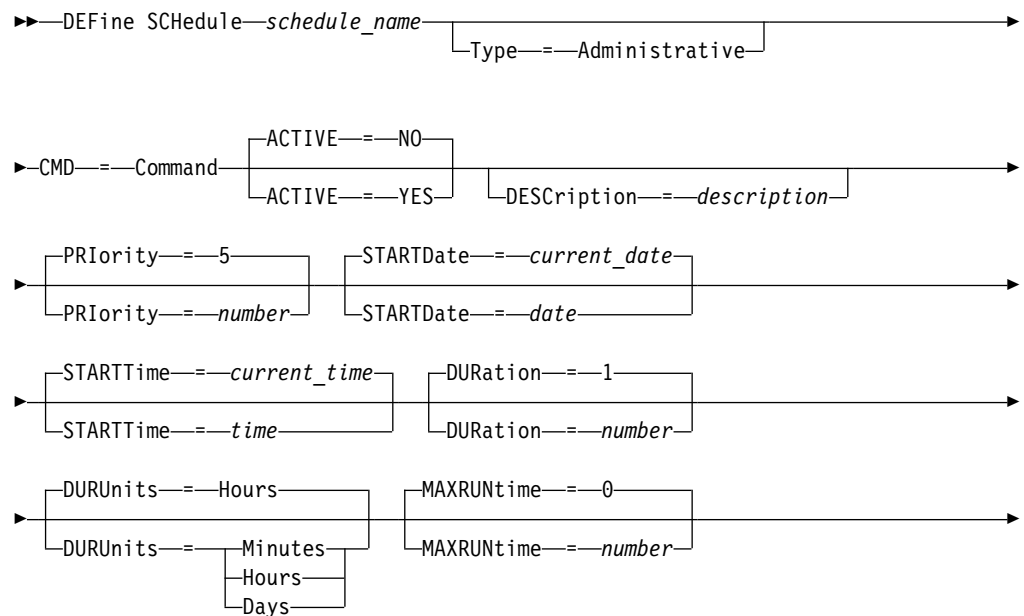 DEFine SCHedule schedule_name
Type = Administrative
CMD = Command
ACTIVE = NO
ACTIVE = YES
DESCription = description
PRIority = 5
PRIority = number
STARTDate = current_date
STARTDate = date
STARTTime = current_time
STARTTime = time
DURation = 1
DURation = number
DURUnits = Hours
DURUnits = Minutes
Hours
Days
MAXRUNtime = 0
MAXRUNtime = number